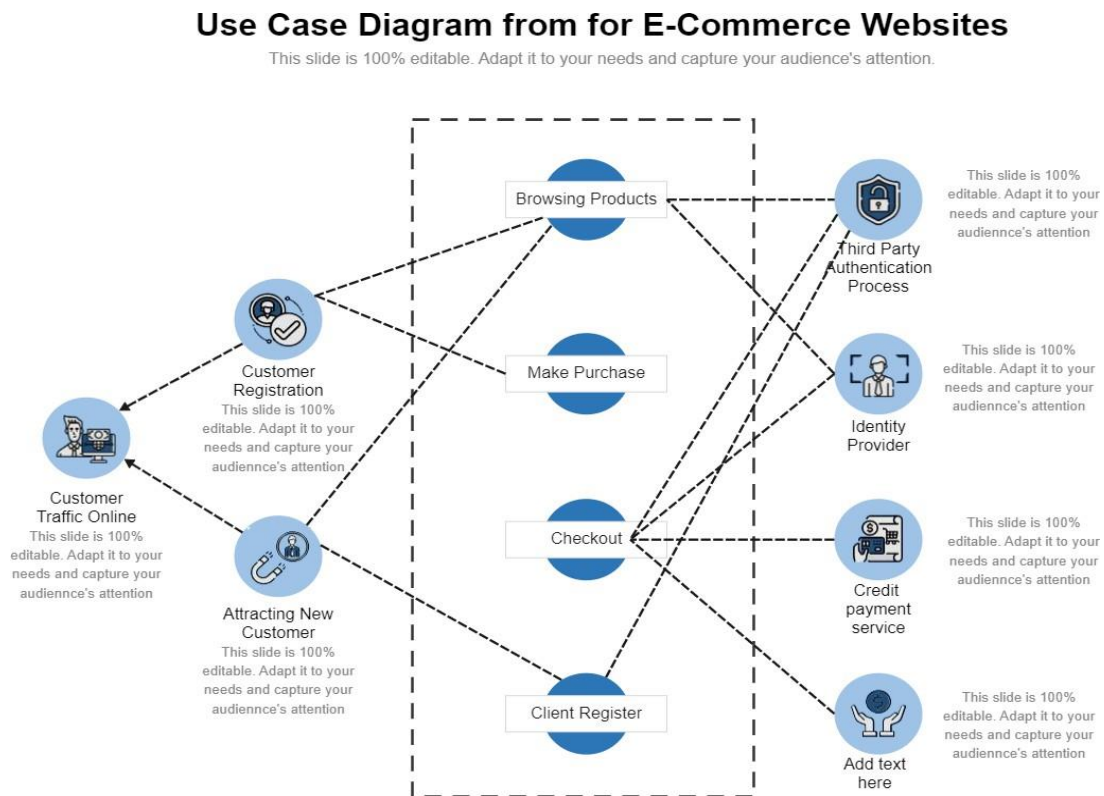 Use Case Diagram from for E-Commerce Websites
This slide is 100% editable. Adapt it to your needs and capture your audience's attention.
Browsing Products
Make Purchase
Checkout
Client Register
Customer
Registration
This slide is 100%
editable. Adapt it to your
needs and capture your
audiennce's attention
Customer
Traffic Online
This slide is 100%
editable. Adapt it to your
needs and capture your
audiennce's attention
Attracting New
Customer
This slide is 100%
editable. Adapt it to your
needs and capture your
audiennce's attention
Third Party
Authentication
Process
This slide is 100%
editable. Adapt it to your
needs and capture your
audiennce's attention
Identity
Provider
This slide is 100%
editable. Adapt it to your
needs and capture your
audiennce's attention
Credit
payment
service
This slide is 100%
editable. Adapt it to your
needs and capture your
audiennce's attention
Add text
here
This slide is 100%
editable. Adapt it to your
needs and capture your
audiennce's attention